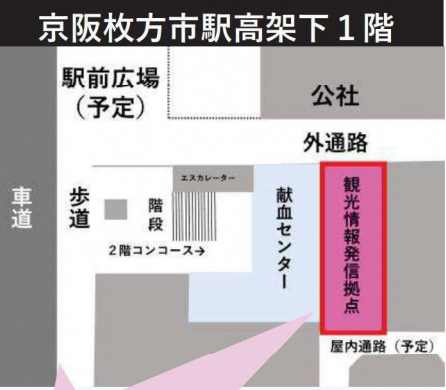 京阪枚方市駅高架下１階
駅前広場
（予定）
公社
外通路
エスカレーター
車道
歩道
階段
２階コンコース→
献血センター
観光情報発信拠点
屋内通路（予定）